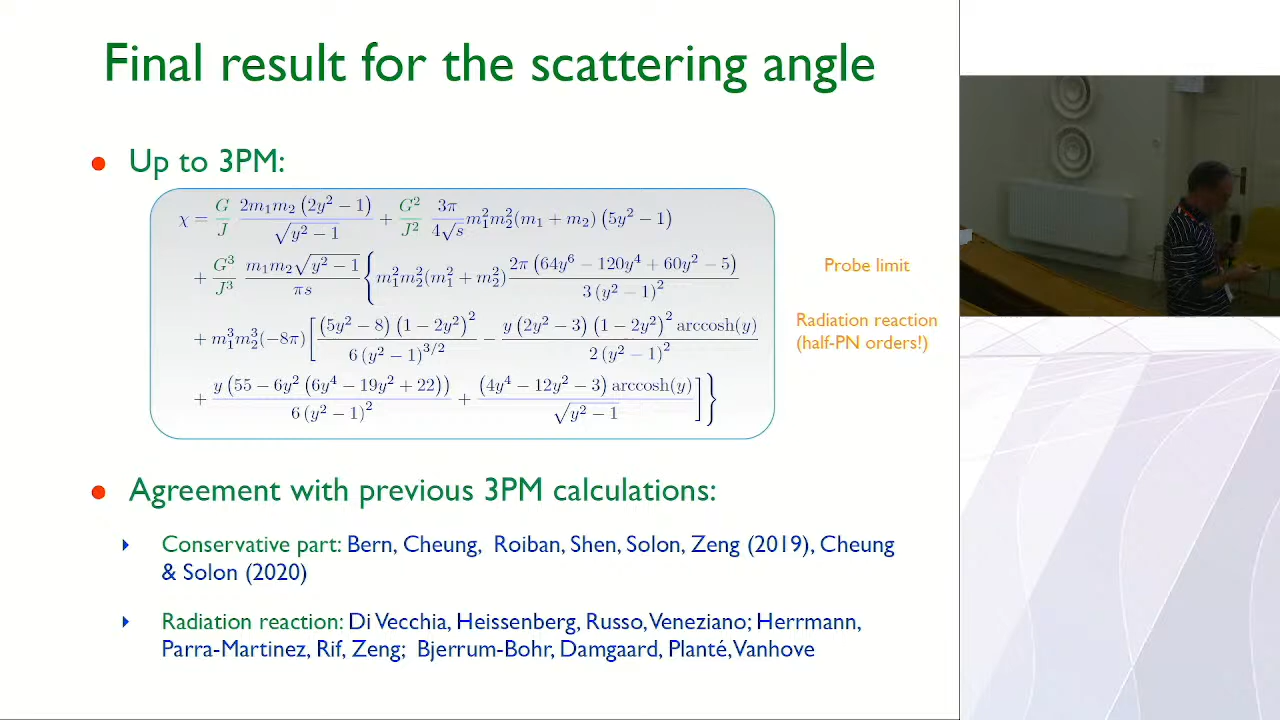 Final result for the scattering angle
Up to 3PM:
χ = G/J 2m₁m₂(2y² − 1)/√(y² − 1) + G²/J² 3π/(4√s) m₁²m₂²(m₁ + m₂)(5y² − 1)
+ G³/J³ m₁m₂√(y² − 1)/(πs) { m₁²m₂²(m₁² + m₂²) 2π(64y⁶ − 120y⁴ + 60y² − 5)/(3(y² − 1)²)
Probe limit
+ m₁³m₂³(−8π) [ (5y² − 8)(1 − 2y²)²/(6(y² − 1)^{3/2}) − y(2y² − 3)(1 − 2y²)² arccosh(y)/(2(y² − 1)²)
Radiation reaction
(half-PN orders!)
+ y(55 − 6y²(6y⁴ − 19y² + 22))/(6(y² − 1)²) + (4y⁴ − 12y² − 3) arccosh(y)/√(y² − 1) ] }
Agreement with previous 3PM calculations:
Conservative part: Bern, Cheung, Roiban, Shen, Solon, Zeng (2019), Cheung
& Solon (2020)
Radiation reaction: Di Vecchia, Heissenberg, Russo, Veneziano; Herrmann,
Parra-Martinez, Rif, Zeng; Bjerrum-Bohr, Damgaard, Planté, Vanhove